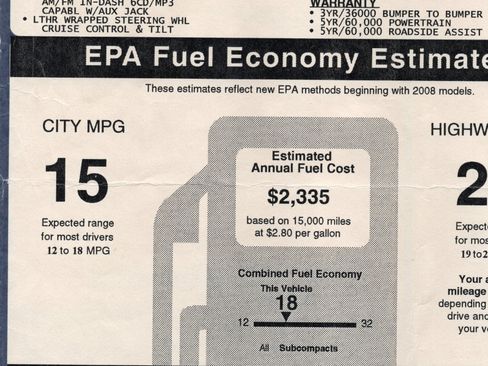 AM/FM IN-DASH 6CD/MP3
CAPABL W/AUX JACK
• LTHR WRAPPED STEERING WHL
CRUISE CONTROL & TILT
WARRANTY
• 3YR/36000 BUMPER TO BUMPER
• 5YR/60,000 POWERTRAIN
• 5YR/60,000 ROADSIDE ASSIST
EPA Fuel Economy Estimate
These estimates reflect new EPA methods beginning with 2008 models.
CITY MPG
15
Expected range
for most drivers
12 to 18 MPG
Estimated
Annual Fuel Cost
$2,335
based on 15,000 miles
at $2.80 per gallon
Combined Fuel Economy
This Vehicle
18
12 32
All Subcompacts
HIGHW
2
Expect
for mos
19 to 2
Your a
mileage
depending
drive and
your v